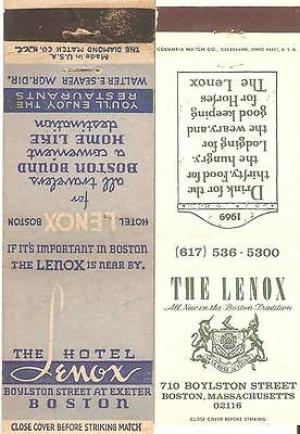 MADE IN U.S.A.
THE DIAMOND MATCH CO. N.Y.C.
WALTER E. SEAVER MGR. DIR.
YOU'LL ENJOY THE
RESTAURANTS
for
all travelers
BOSTON BOUND
a convenient
HOME LIKE
destination
HOTEL LENOX BOSTON
IF IT'S IMPORTANT IN BOSTON
THE LENOX IS NEAR BY.
THE HOTEL
Lenox
BOYLSTON STREET AT EXETER
BOSTON
CLOSE COVER BEFORE STRIKING MATCH
COLUMBIA MATCH CO., CLEVELAND, OHIO 44117, U.S.A.
Drink for the
thirsty, Food for
the hungry,
Lodging for
the weary, and
good keeping
for Horses
The Lenox
1969
(617) 536-5300
THE LENOX
All New in the Boston Tradition
710 BOYLSTON STREET
BOSTON, MASSACHUSETTS
02116
CLOSE COVER BEFORE STRIKING